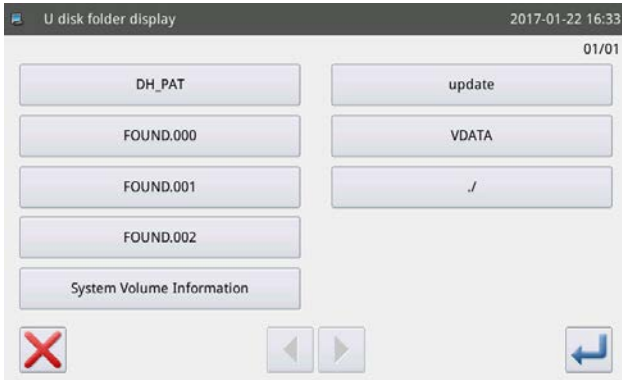 U disk folder display 2017-01-22 16:33
01/01
DH_PAT
FOUND.000
FOUND.001
FOUND.002
System Volume Information
update
VDATA
./